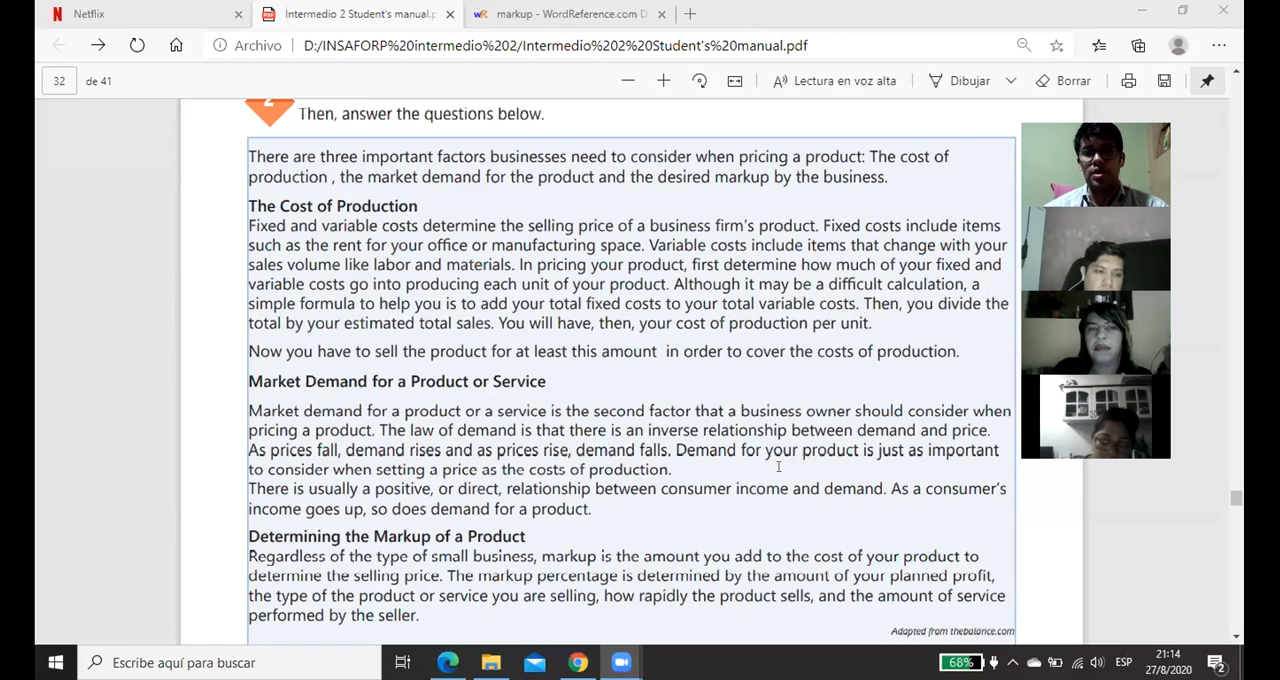 Netflix
Intermedio 2 Student's manual.p
markup - WordReference.com D
Archivo
D:/INSAFORP%20intermedio%202/Intermedio%202%20Student's%20manual.pdf
32
de 41
Lectura en voz alta
Dibujar
Borrar
2
Then, answer the questions below.
There are three important factors businesses need to consider when pricing a product: The cost of
production , the market demand for the product and the desired markup by the business.
The Cost of Production
Fixed and variable costs determine the selling price of a business firm's product. Fixed costs include items
such as the rent for your office or manufacturing space. Variable costs include items that change with your
sales volume like labor and materials. In pricing your product, first determine how much of your fixed and
variable costs go into producing each unit of your product. Although it may be a difficult calculation, a
simple formula to help you is to add your total fixed costs to your total variable costs. Then, you divide the
total by your estimated total sales. You will have, then, your cost of production per unit.
Now you have to sell the product for at least this amount in order to cover the costs of production.
Market Demand for a Product or Service
Market demand for a product or a service is the second factor that a business owner should consider when
pricing a product. The law of demand is that there is an inverse relationship between demand and price.
As prices fall, demand rises and as prices rise, demand falls. Demand for your product is just as important
to consider when setting a price as the costs of production.
There is usually a positive, or direct, relationship between consumer income and demand. As a consumer's
income goes up, so does demand for a product.
Determining the Markup of a Product
Regardless of the type of small business, markup is the amount you add to the cost of your product to
determine the selling price. The markup percentage is determined by the amount of your planned profit,
the type of the product or service you are selling, how rapidly the product sells, and the amount of service
performed by the seller.
Adapted from thebalance.com
Escribe aquí para buscar
68%
ESP
21:14
27/8/2020
2